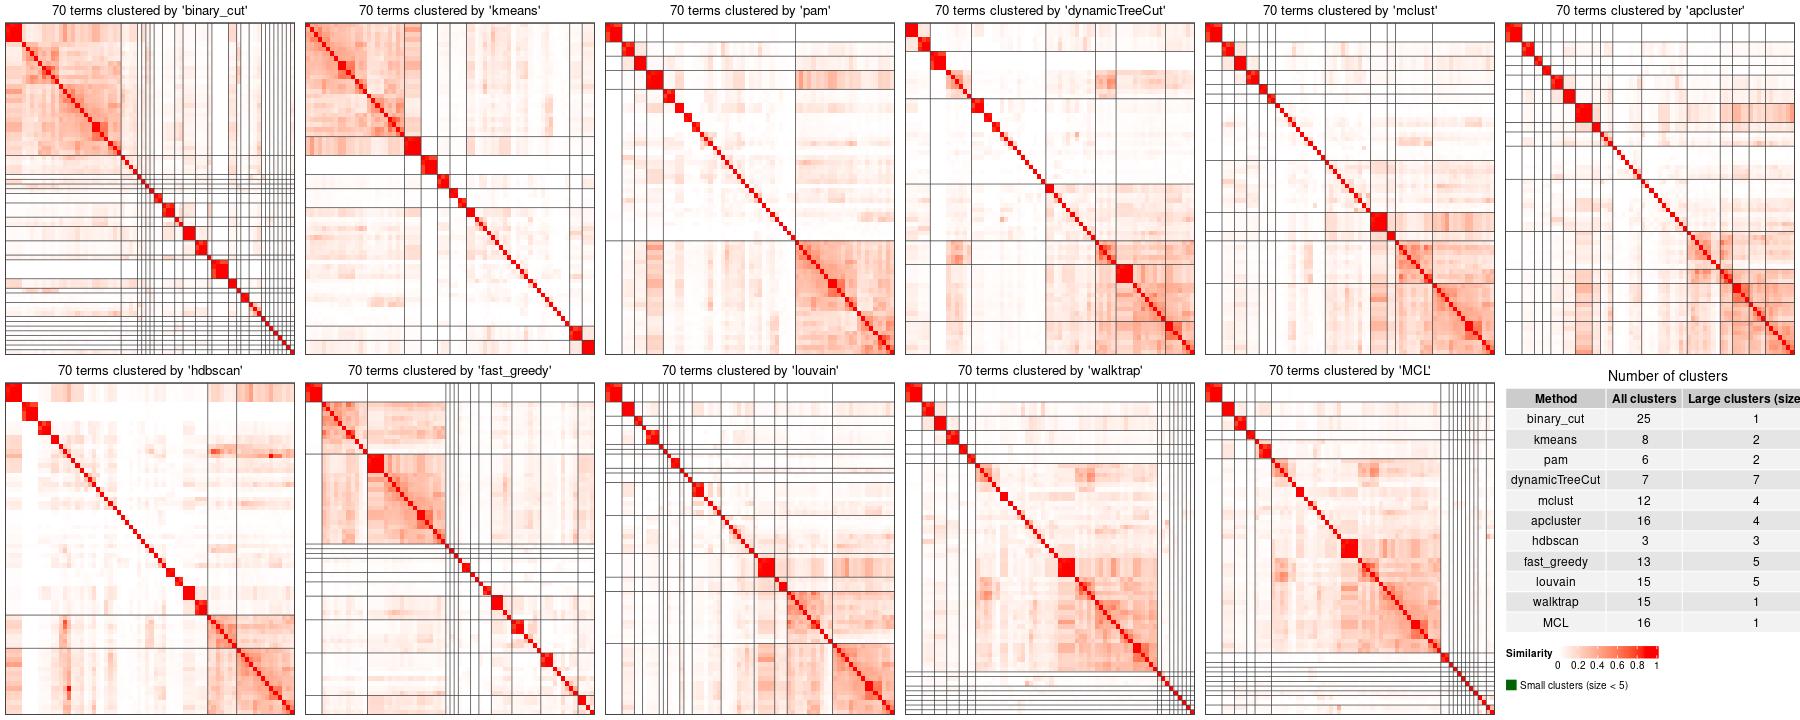 70 terms clustered by 'binary_cut'
70 terms clustered by 'kmeans'
70 terms clustered by 'pam'
70 terms clustered by 'dynamicTreeCut'
70 terms clustered by 'mclust'
70 terms clustered by 'apcluster'
70 terms clustered by 'hdbscan'
70 terms clustered by 'fast_greedy'
70 terms clustered by 'louvain'
70 terms clustered by 'walktrap'
70 terms clustered by 'MCL'
Number of clusters
Method All clusters Large clusters (size
binary_cut 25 1
kmeans 8 2
pam 6 2
dynamicTreeCut 7 7
mclust 12 4
apcluster 16 4
hdbscan 3 3
fast_greedy 13 5
louvain 15 5
walktrap 15 1
MCL 16 1
Similarity
0 0.2 0.4 0.6 0.8 1
Small clusters (size < 5)